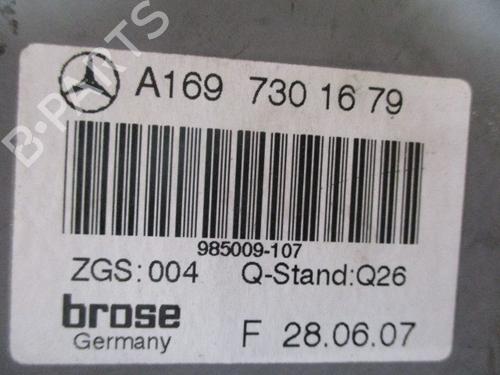 A169 730 16 79
985009-107
ZGS:004 Q-Stand:Q26
brose
Germany F 28.06.07
B-PARTS